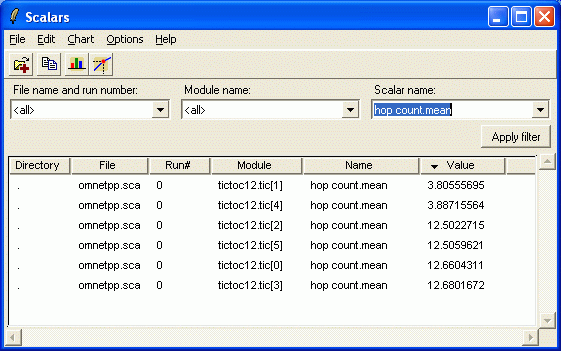 Scalars
File Edit Chart Options Help
File name and run number: Module name: Scalar name:
<all> <all> hop count.mean
Apply filter
Directory File Run# Module Name Value
. omnetpp.sca 0 tictoc12.tic[1] hop count.mean 3.80555695
. omnetpp.sca 0 tictoc12.tic[4] hop count.mean 3.88715564
. omnetpp.sca 0 tictoc12.tic[2] hop count.mean 12.5022715
. omnetpp.sca 0 tictoc12.tic[5] hop count.mean 12.5059621
. omnetpp.sca 0 tictoc12.tic[0] hop count.mean 12.6604311
. omnetpp.sca 0 tictoc12.tic[3] hop count.mean 12.6801672